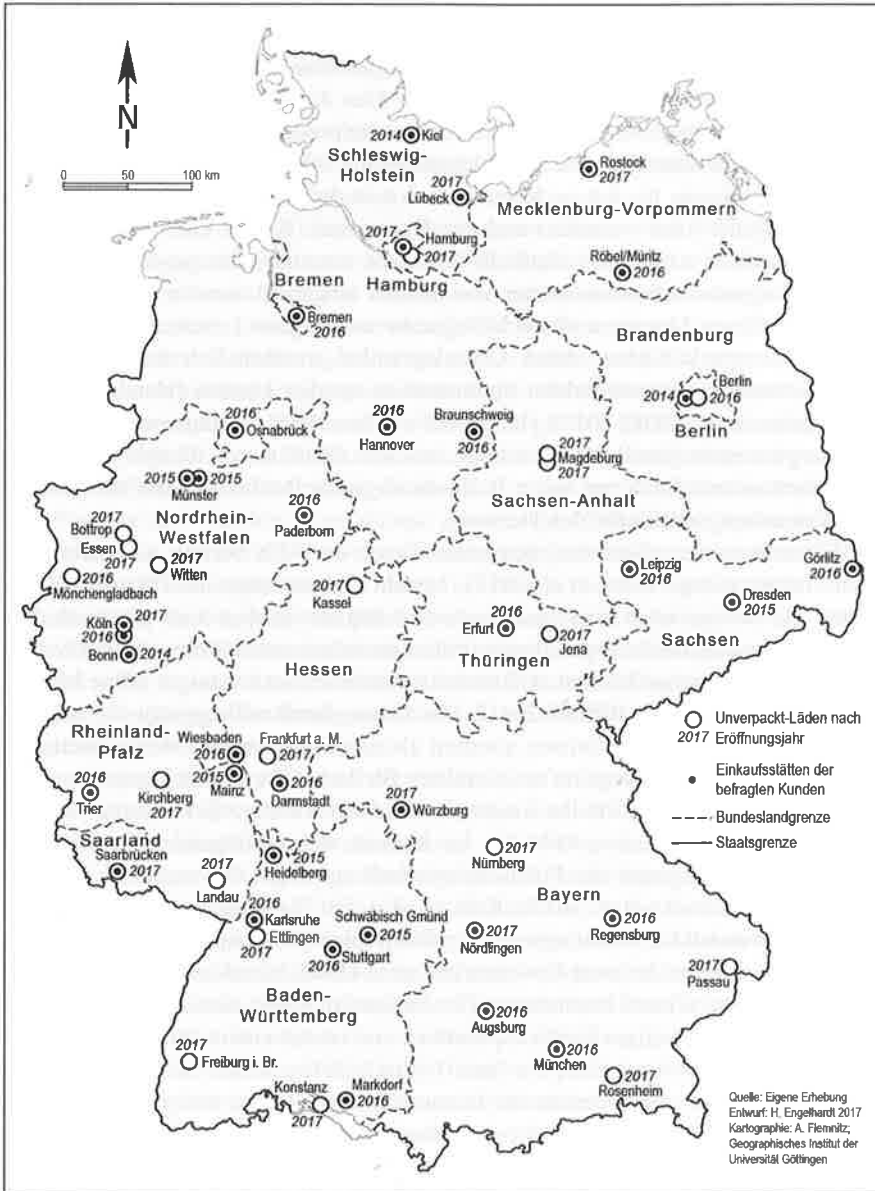 N
0 50 100 km
2014 Kiel
Schleswig-
Holstein
2017
Lübeck
Rostock
2017
Mecklenburg-Vorpommern
2017 Hamburg
2017
Hamburg
Röbel/Müritz
2016
Bremen
Bremen
2016
Brandenburg
Berlin
2014 2016
Berlin
2016
Osnabrück
2016
Hannover
Braunschweig
2016
2017
Magdeburg
2017
Sachsen-Anhalt
2015 2015
Münster
Nordrhein-
Westfalen
2016
Paderborn
2017
Bottrop
Essen
2017
2017
Witten
2016
Mönchengladbach
Köln 2017
2016
Bonn 2014
2017
Kassel
Leipzig
2016
Görlitz
2016
Dresden
2015
Sachsen
2016
Erfurt
2017
Jena
Thüringen
Hessen
Rheinland-
Pfalz
Wiesbaden
2016
Frankfurt a. M.
2017
2015
Mainz
2016
Darmstadt
2016
Trier
Kirchberg
2017
2017
Würzburg
Saarland
Saarbrücken
2017
2017
Landau
2015
Heidelberg
2017
Nürnberg
Bayern
2016
Karlsruhe
Ettlingen
2017
Schwäbisch Gmünd
2015
Stuttgart
2016
2017
Nördlingen
2016
Regensburg
2017
Passau
Baden-
Württemberg
2016
Augsburg
2016
München
2017
Freiburg i. Br.
Konstanz
2017
Markdorf
2016
2017
Rosenheim
Unverpackt-Läden nach
2017 Eröffnungsjahr
Einkaufsstätten der
befragten Kunden
Bundeslandgrenze
Staatsgrenze
Quelle: Eigene Erhebung
Entwurf: H. Engelhardt 2017
Kartographie: A. Flemnitz;
Geographisches Institut der
Universität Göttingen